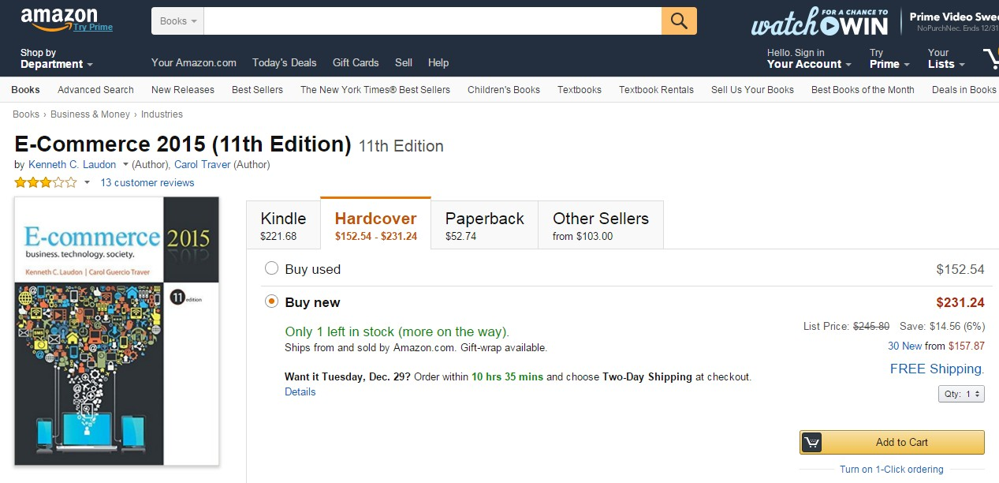 amazon
Try Prime
Books
FOR A CHANCE TO
watch WIN
Prime Video Swee
NoPurchNec. Ends 12/31
Shop by
Department
Your Amazon.com Today's Deals Gift Cards Sell Help
Hello. Sign in
Your Account
Try
Prime
Your
Lists
Books Advanced Search New Releases Best Sellers The New York Times® Best Sellers Children's Books Textbooks Textbook Rentals Sell Us Your Books Best Books of the Month Deals in Books
Books › Business & Money › Industries
E-Commerce 2015 (11th Edition) 11th Edition
by Kenneth C. Laudon (Author), Carol Traver (Author)
13 customer reviews
E-commerce 2015
business. technology. society.
Kenneth C. Laudon | Carol Guercio Traver
11 edition
Kindle
$221.68
Hardcover
$152.54 - $231.24
Paperback
$52.74
Other Sellers
from $103.00
Buy used $152.54
Buy new $231.24
Only 1 left in stock (more on the way).
Ships from and sold by Amazon.com. Gift-wrap available.
List Price: $245.80 Save: $14.56 (6%)
30 New from $157.87
FREE Shipping.
Want it Tuesday, Dec. 29? Order within 10 hrs 35 mins and choose Two-Day Shipping at checkout.
Details
Qty: 1
Add to Cart
Turn on 1-Click ordering